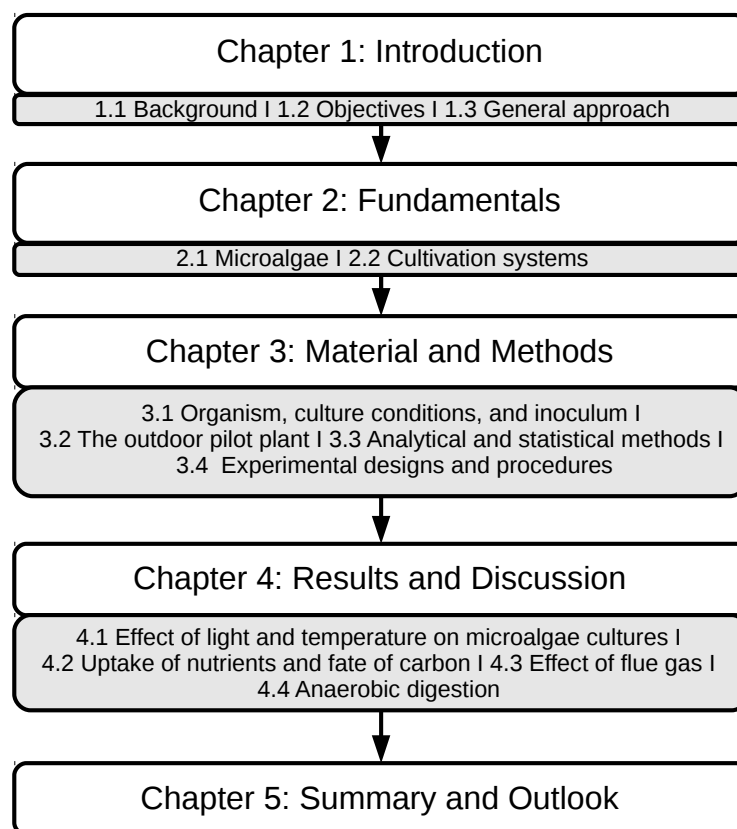 Chapter 1: Introduction
1.1 Background I 1.2 Objectives I 1.3 General approach
Chapter 2: Fundamentals
2.1 Microalgae I 2.2 Cultivation systems
Chapter 3: Material and Methods
3.1 Organism, culture conditions, and inoculum I
3.2 The outdoor pilot plant I 3.3 Analytical and statistical methods I
3.4 Experimental designs and procedures
Chapter 4: Results and Discussion
4.1 Effect of light and temperature on microalgae cultures I
4.2 Uptake of nutrients and fate of carbon I 4.3 Effect of flue gas I
4.4 Anaerobic digestion
Chapter 5: Summary and Outlook